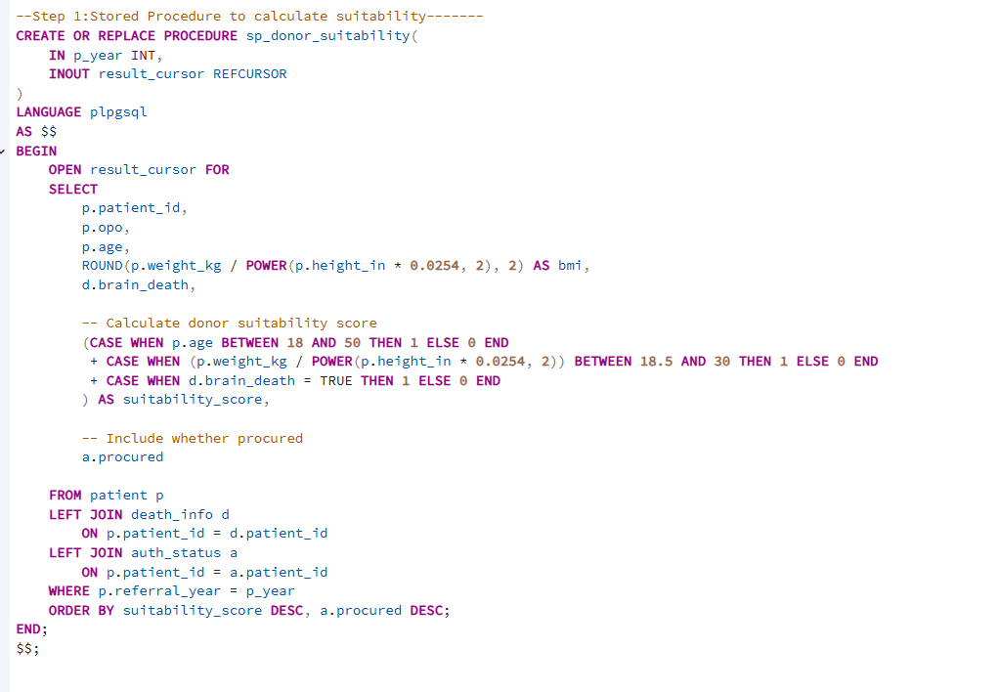 --Step 1:Stored Procedure to calculate suitability-------
CREATE OR REPLACE PROCEDURE sp_donor_suitability(
    IN p_year INT,
    INOUT result_cursor REFCURSOR
)
LANGUAGE plpgsql
AS $$
BEGIN
    OPEN result_cursor FOR
    SELECT
        p.patient_id,
        p.opo,
        p.age,
        ROUND(p.weight_kg / POWER(p.height_in * 0.0254, 2), 2) AS bmi,
        d.brain_death,

        -- Calculate donor suitability score
        (CASE WHEN p.age BETWEEN 18 AND 50 THEN 1 ELSE 0 END
         + CASE WHEN (p.weight_kg / POWER(p.height_in * 0.0254, 2)) BETWEEN 18.5 AND 30 THEN 1 ELSE 0 END
         + CASE WHEN d.brain_death = TRUE THEN 1 ELSE 0 END
        ) AS suitability_score,

        -- Include whether procured
        a.procured

    FROM patient p
    LEFT JOIN death_info d
        ON p.patient_id = d.patient_id
    LEFT JOIN auth_status a
        ON p.patient_id = a.patient_id
    WHERE p.referral_year = p_year
    ORDER BY suitability_score DESC, a.procured DESC;
END;
$$;